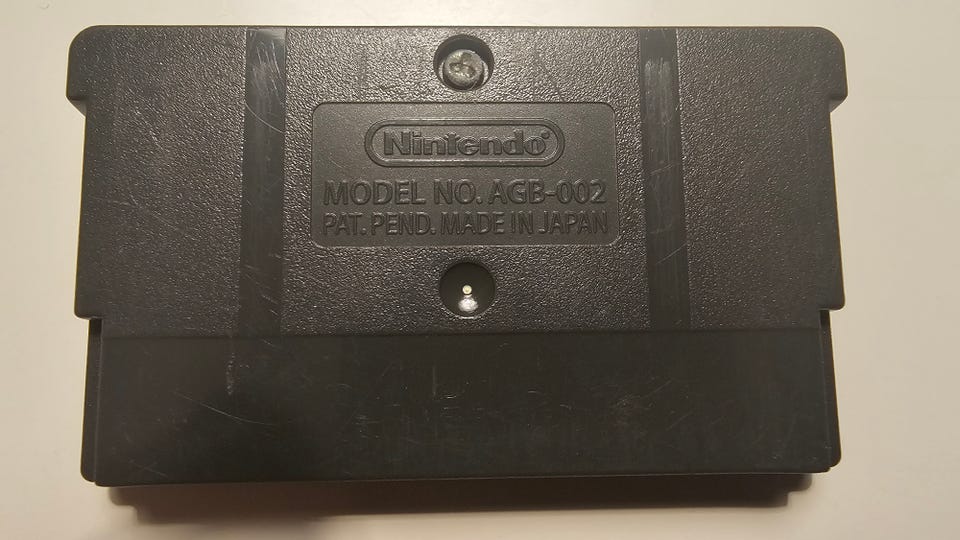 Nintendo®
MODEL NO. AGB-002
PAT. PEND. MADE IN JAPAN